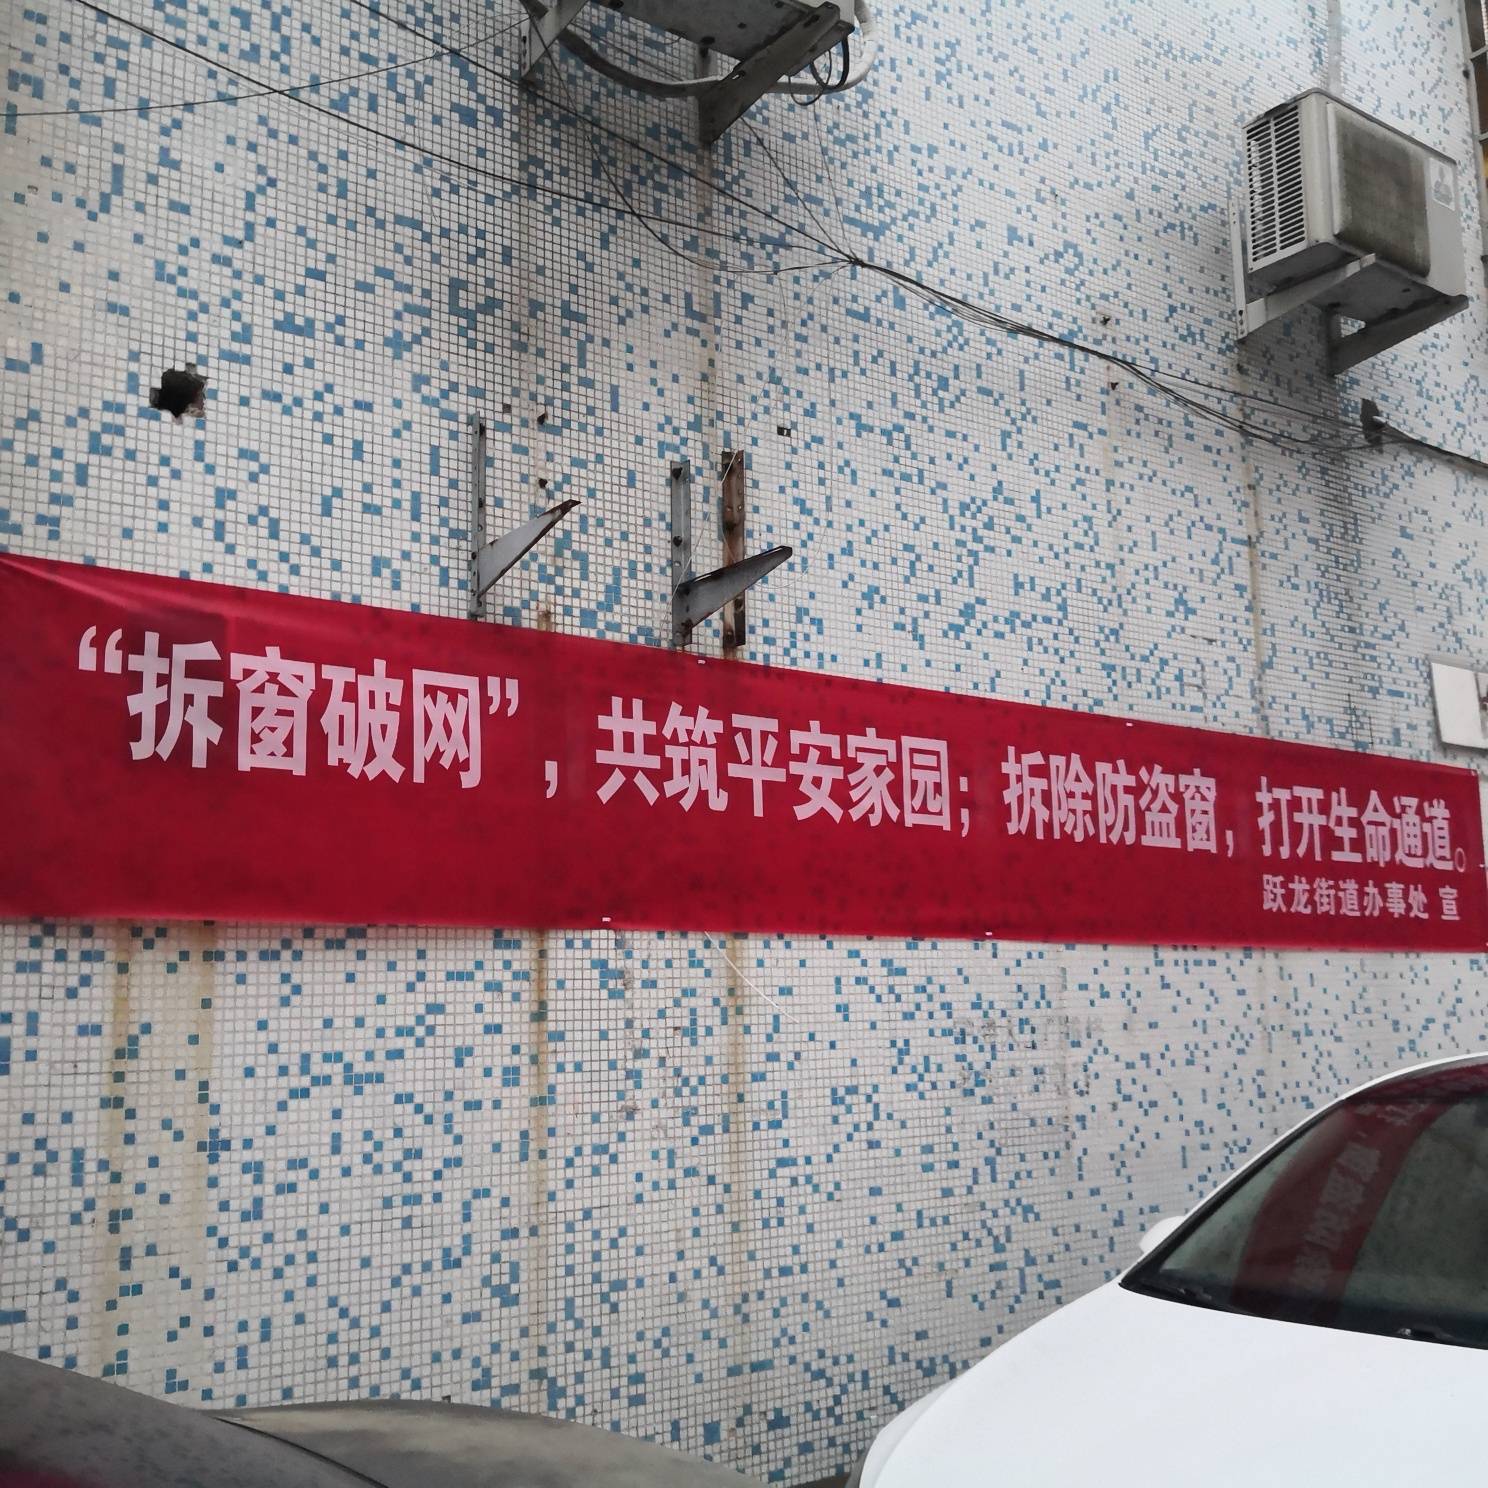 “拆窗破网”，共筑平安家园；拆除防盗窗，打开生命通道。
跃龙街道办事处 宣